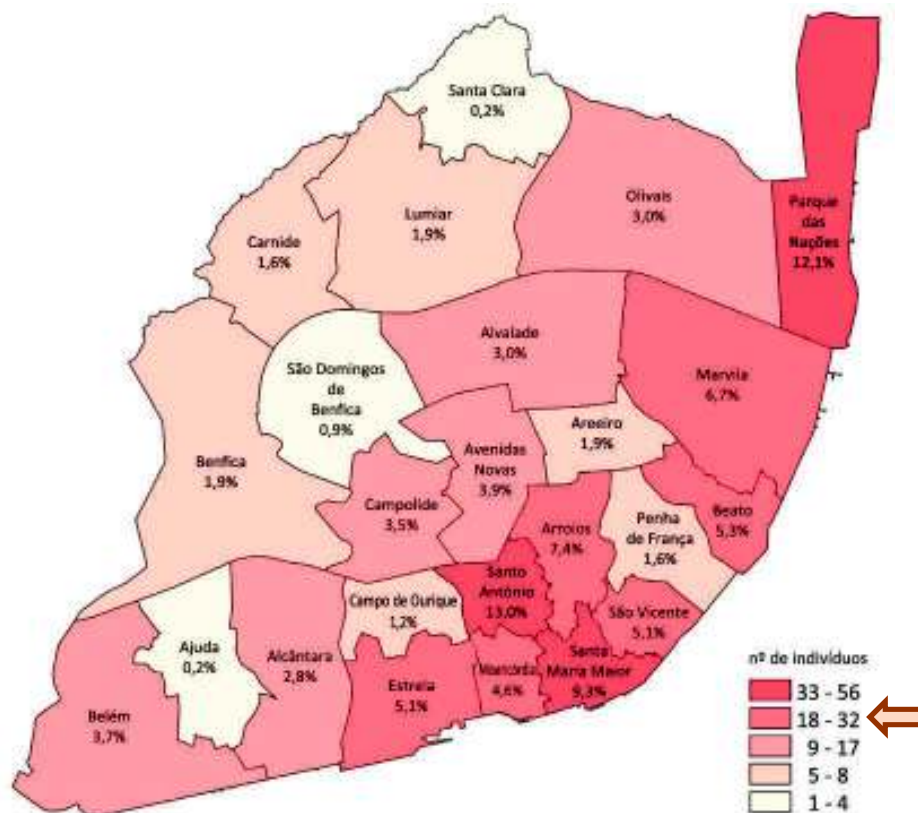 Santa Clara
0,2%
Olivais
3,0%
Parque
das
Nações
12,1%
Lumiar
1,9%
Carnide
1,6%
Alvalade
3,0%
Marvila
6,7%
São Domingos
de
Benfica
0,9%
Areeiro
1,9%
Avenidas
Novas
3,9%
Benfica
1,9%
Campolide
3,5%
Beato
5,3%
Penha
de França
1,6%
Arroios
7,4%
Santo
António
13,0%
Campo de Ourique
1,2%
São Vicente
5,1%
Ajuda
0,2%
Alcântara
2,8%
Santa
Maria Maior
9,3%
Misericórdia
4,6%
Estrela
5,1%
Belém
3,7%
nº de indivíduos
33 - 56
18 - 32
9 - 17
5 - 8
1 - 4